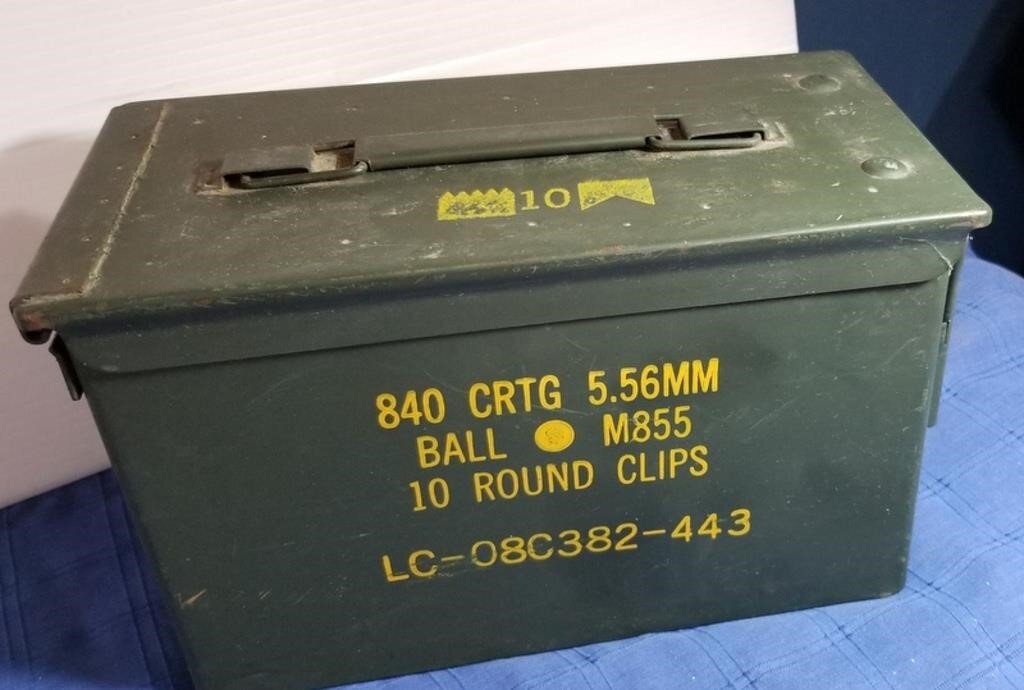 10
840 CRTG 5.56MM
BALL M855
10 ROUND CLIPS
LC-08C382-443